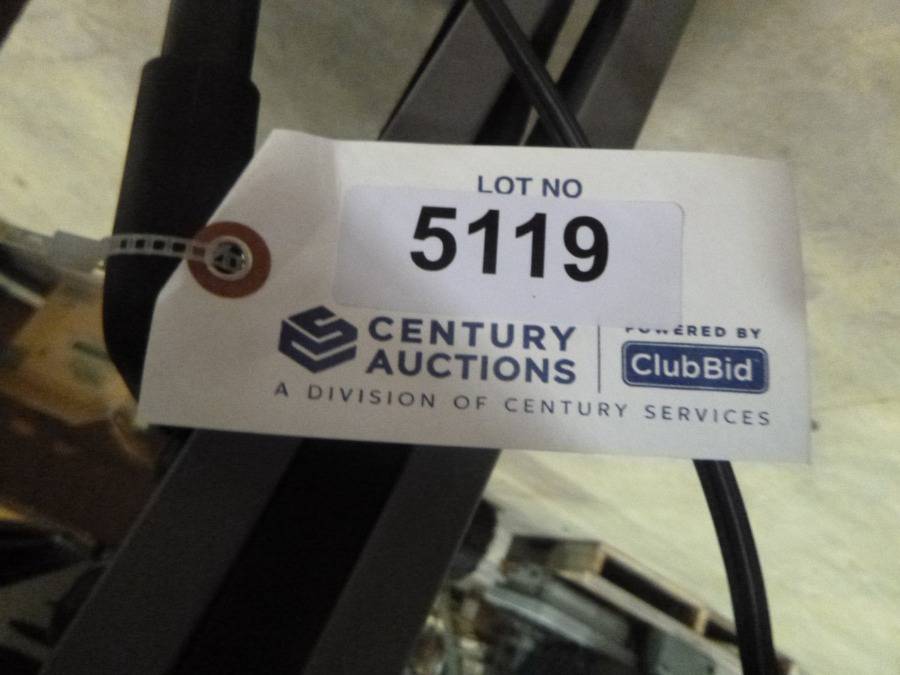 LOT NO
5119
CENTURY
AUCTIONS
POWERED BY
ClubBid
A DIVISION OF CENTURY SERVICES